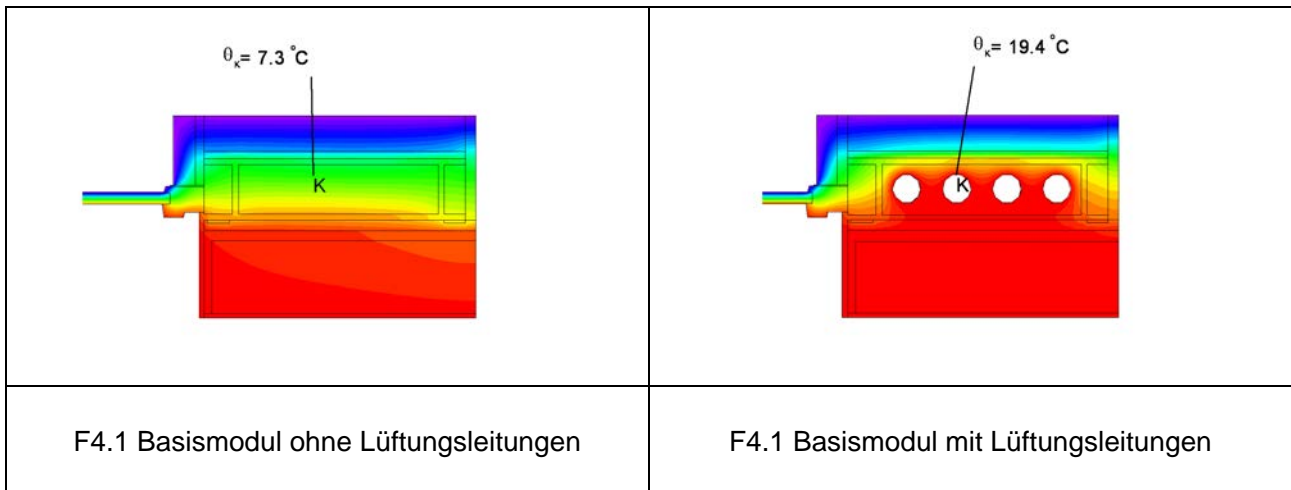 θκ= 7.3 °C
K
θκ= 19.4 °C
K
F4.1 Basismodul ohne Lüftungsleitungen
F4.1 Basismodul mit Lüftungsleitungen